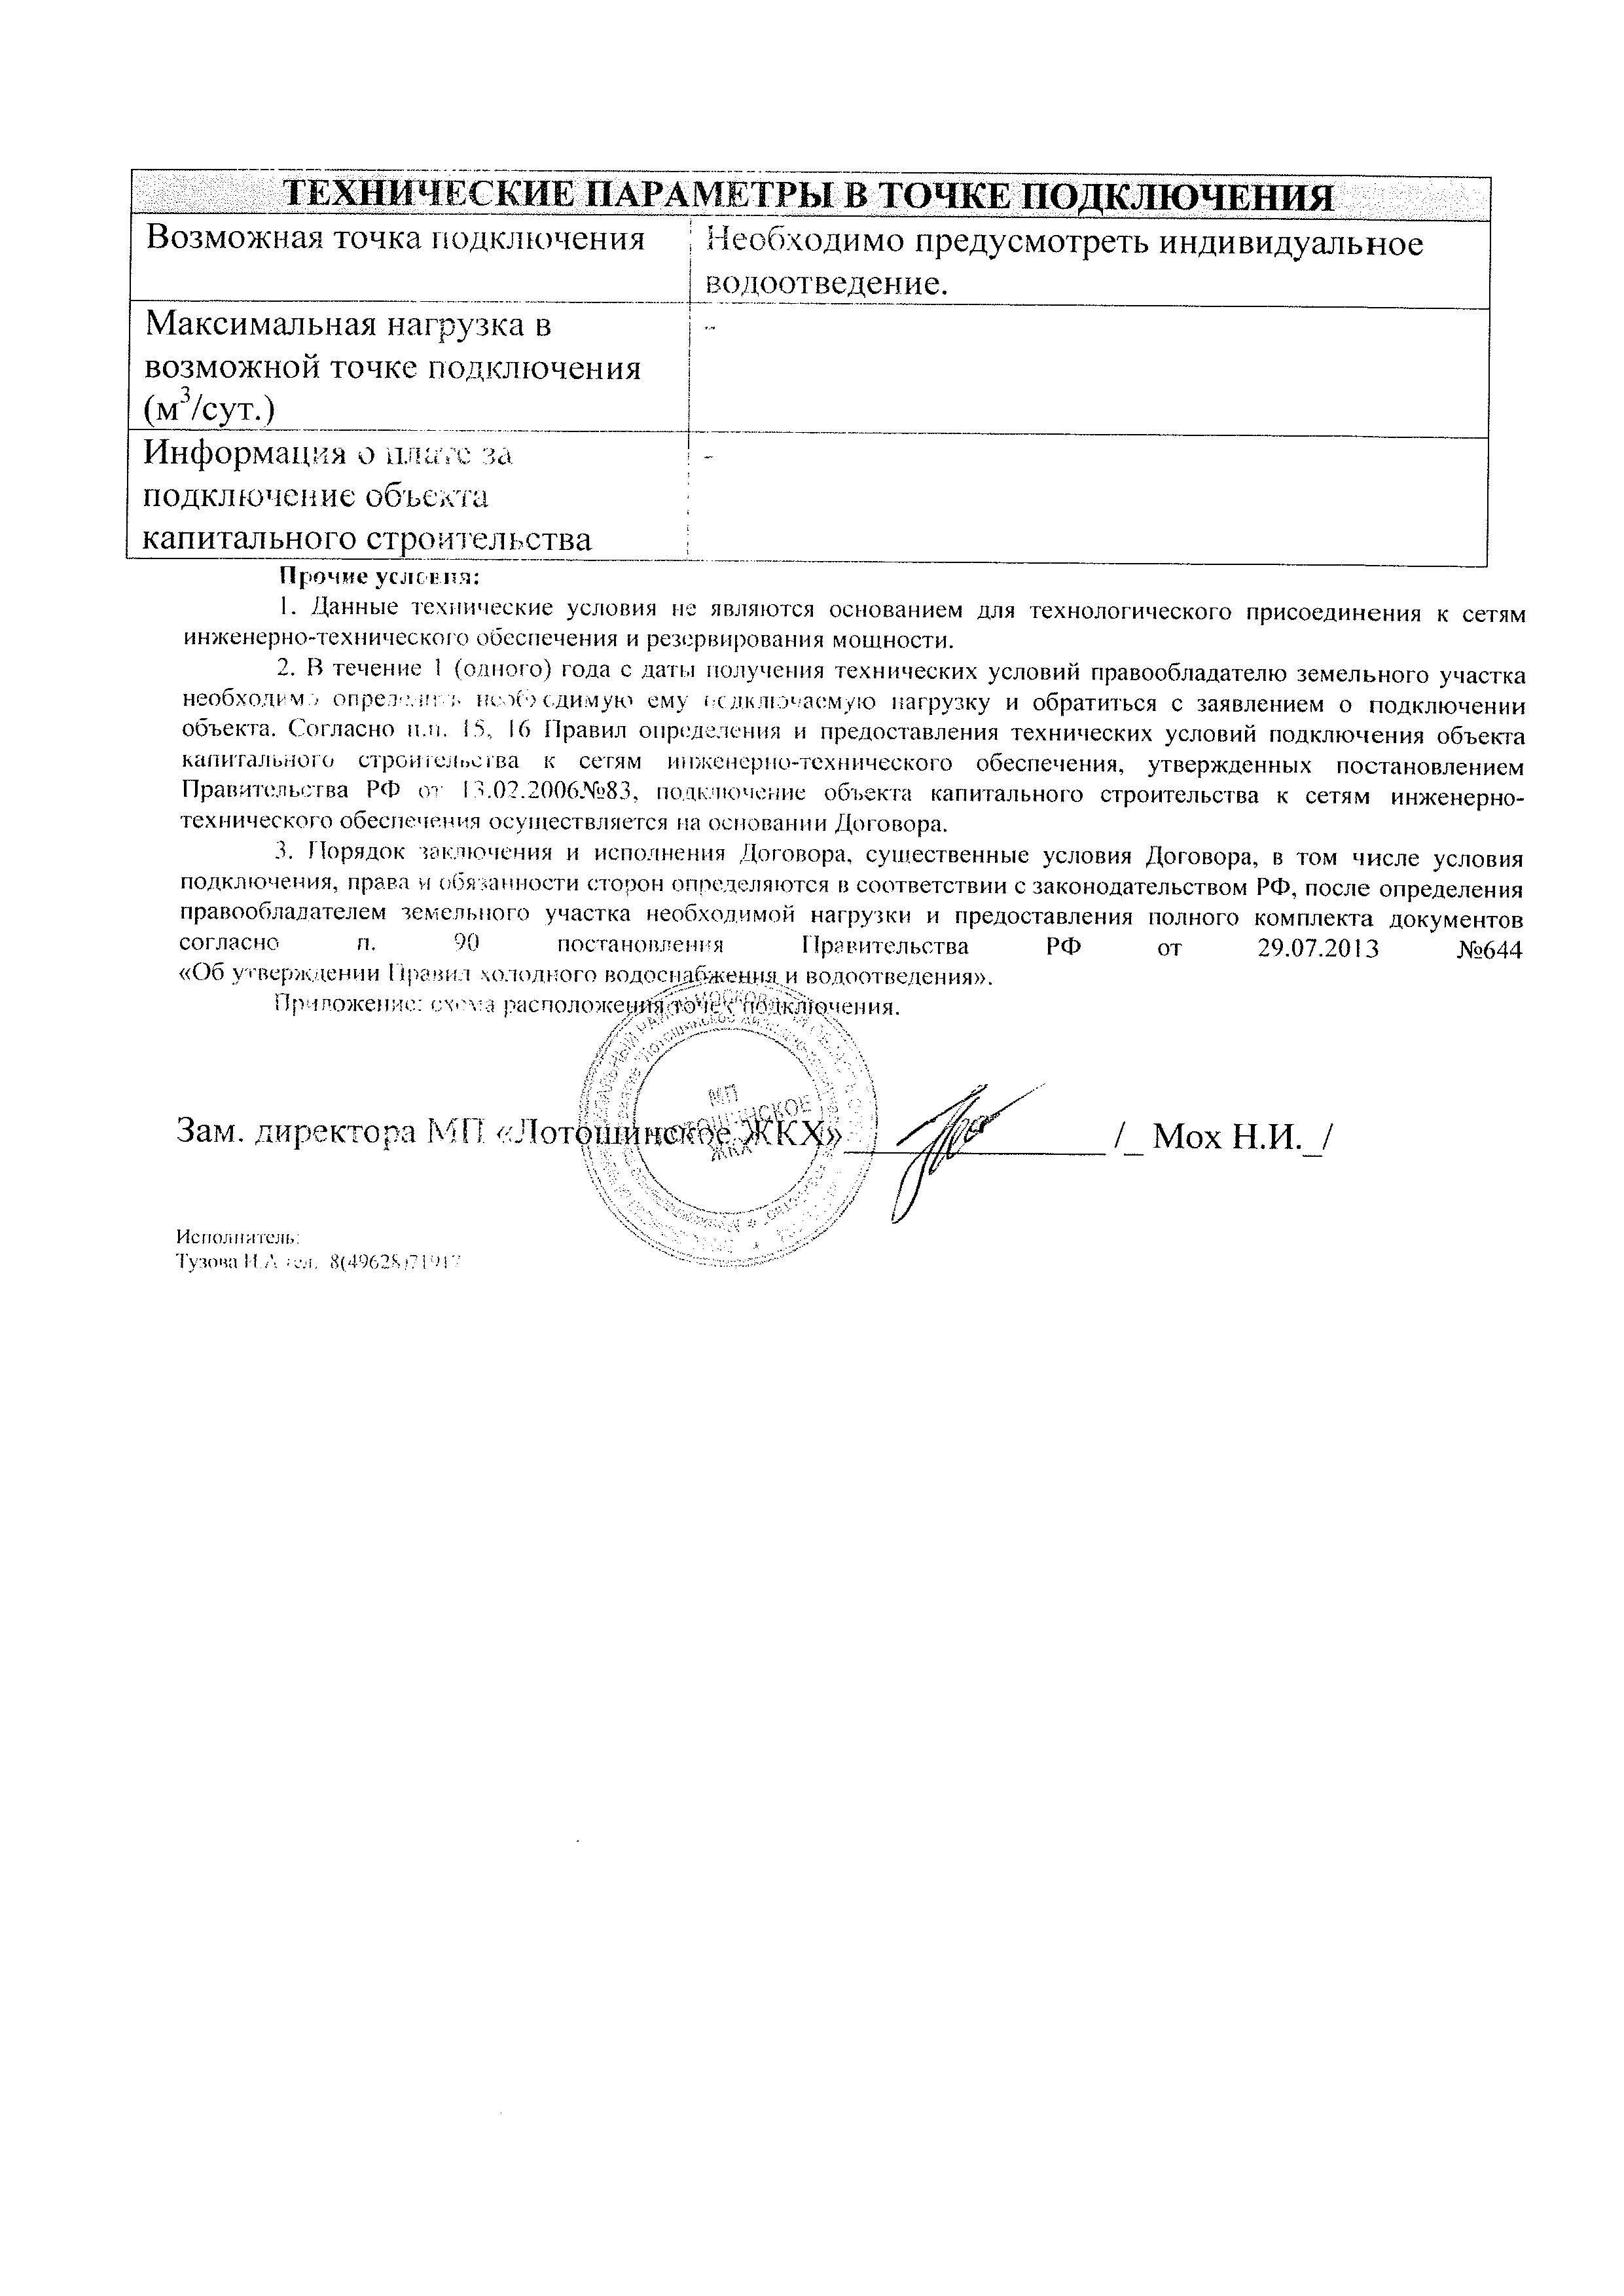 ТЕХНИЧЕСКИЕ ПАРАМЕТРЫ В ТОЧКЕ ПОДКЛЮЧЕНИЯ
Возможная точка подключения
Необходимо предусмотреть индивидуальное
водоотведение.
Максимальная нагрузка в
возможной точке подключения
(м³/сут.)
-
Информация о плате за
подключение объекта
капитального строительства
-
Прочие условия:
1. Данные технические условия не являются основанием для технологического присоединения к сетям
инженерно-технического обеспечения и резервирования мощности.
2. В течение 1 (одного) года с даты получения технических условий правообладателю земельного участка
необходимо определить необходимую ему подключаемую нагрузку и обратиться с заявлением о подключении
объекта. Согласно п.п. 15, 16 Правил определения и предоставления технических условий подключения объекта
капитального строительства к сетям инженерно-технического обеспечения, утвержденных постановлением
Правительства РФ от 13.02.2006№83, подключение объекта капитального строительства к сетям инженерно-
технического обеспечения осуществляется на основании Договора.
3. Порядок заключения и исполнения Договора, существенные условия Договора, в том числе условия
подключения, права и обязанности сторон определяются в соответствии с законодательством РФ, после определения
правообладателем земельного участка необходимой нагрузки и предоставления полного комплекта документов
согласно п. 90 постановления Правительства РФ от 29.07.2013 №644
«Об утверждении Правил холодного водоснабжения и водоотведения».
Приложение: схема расположения точек подключения.
МП
ЛОТОШИНСКОЕ
ЖКХ
Зам. директора МП «Лотошинское ЖКХ» /_ Мох Н.И._/
Исполнитель:
Тузова Н.А тел. 8(49628)71917